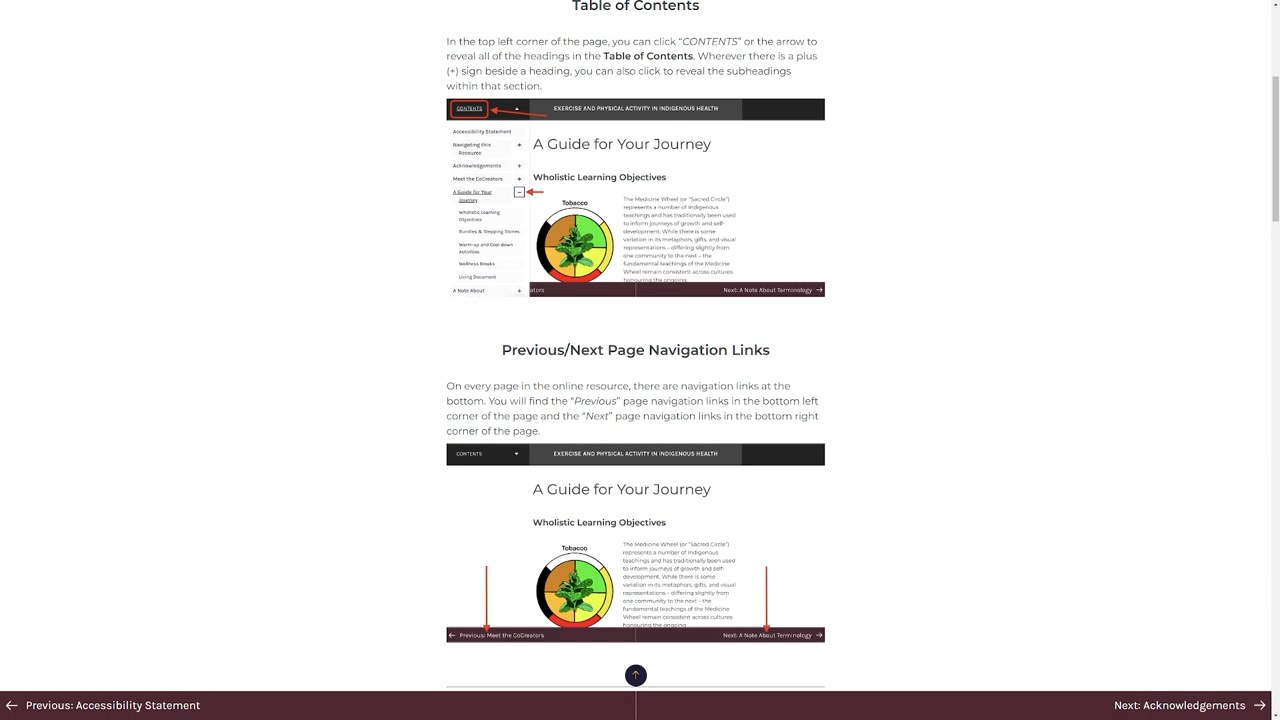 Table of Contents
In the top left corner of the page, you can click “CONTENTS” or the arrow to
reveal all of the headings in the Table of Contents. Wherever there is a plus
(+) sign beside a heading, you can also click to reveal the subheadings
within that section.
CONTENTS
EXERCISE AND PHYSICAL ACTIVITY IN INDIGENOUS HEALTH
Accessibility Statement
Navigating this
Resource
+
Acknowledgements
+
Meet the CoCreators
+
A Guide for Your
Journey
−
Wholistic Learning
Objectives
Bundles & Stepping Stones
Warm-up and Cool-down
Activities
Wellness Breaks
Living Document
A Note About
+
A Guide for Your Journey
Wholistic Learning Objectives
Tobacco
The Medicine Wheel (or “Sacred Circle”)
represents a number of Indigenous
teachings and has traditionally been used
to inform journeys of growth and self-
development. While there is some
variation in its metaphors, gifts, and visual
representations – differing slightly from
one community to the next – the
fundamental teachings of the Medicine
Wheel remain consistent across cultures:
honouring the ongoing
ators
Next: A Note About Terminology →
Previous/Next Page Navigation Links
On every page in the online resource, there are navigation links at the
bottom. You will find the “Previous” page navigation links in the bottom left
corner of the page and the “Next” page navigation links in the bottom right
corner of the page.
CONTENTS
EXERCISE AND PHYSICAL ACTIVITY IN INDIGENOUS HEALTH
A Guide for Your Journey
Wholistic Learning Objectives
Tobacco
The Medicine Wheel (or “Sacred Circle”)
represents a number of Indigenous
teachings and has traditionally been used
to inform journeys of growth and self-
development. While there is some
variation in its metaphors, gifts, and visual
representations – differing slightly from
one community to the next – the
fundamental teachings of the Medicine
Wheel remain consistent across cultures:
honouring the ongoing
← Previous: Meet the CoCreators
Next: A Note About Terminology →
← Previous: Accessibility Statement
Next: Acknowledgements →